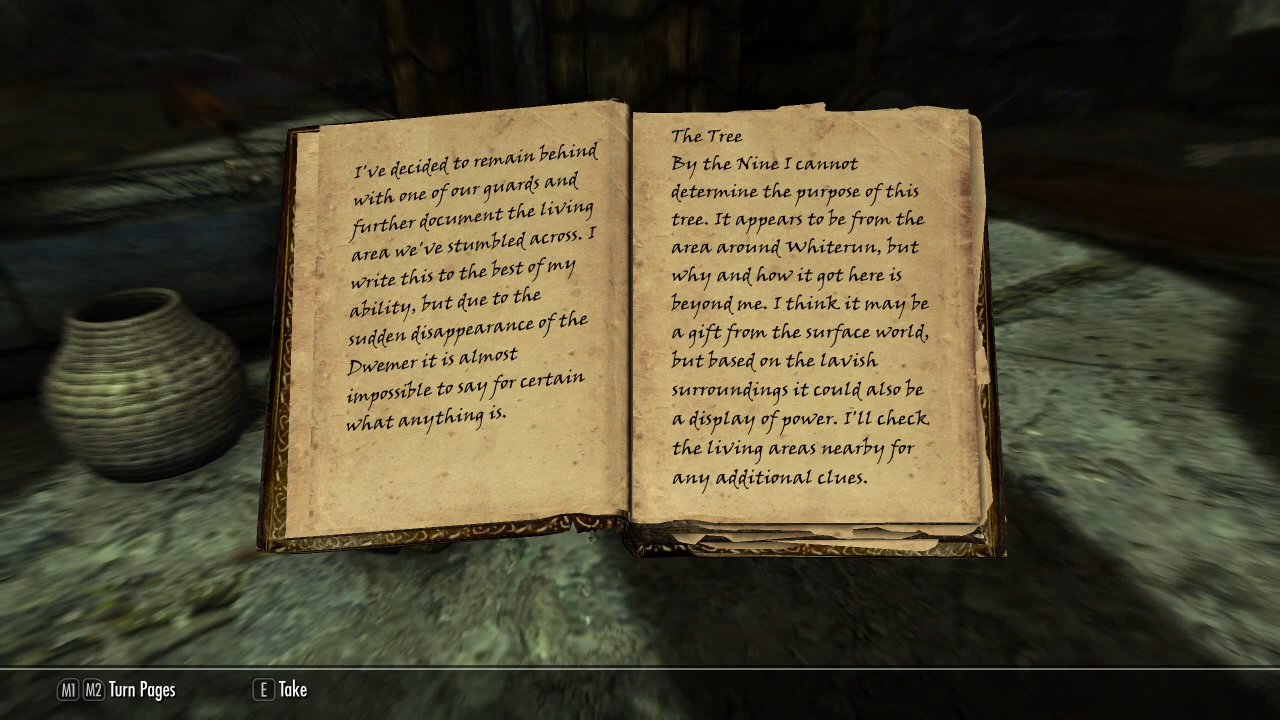 I've decided to remain behind
with one of our guards and
further document the living
area we've stumbled across. I
write this to the best of my
ability, but due to the
sudden disappearance of the
Dwemer it is almost
impossible to say for certain
what anything is.
The Tree
By the Nine I cannot
determine the purpose of this
tree. It appears to be from the
area around Whiterun, but
why and how it got here is
beyond me. I think it may be
a gift from the surface world,
but based on the lavish
surroundings it could also be
a display of power. I'll check
the living areas nearby for
any additional clues.
M1 M2 Turn Pages
E Take